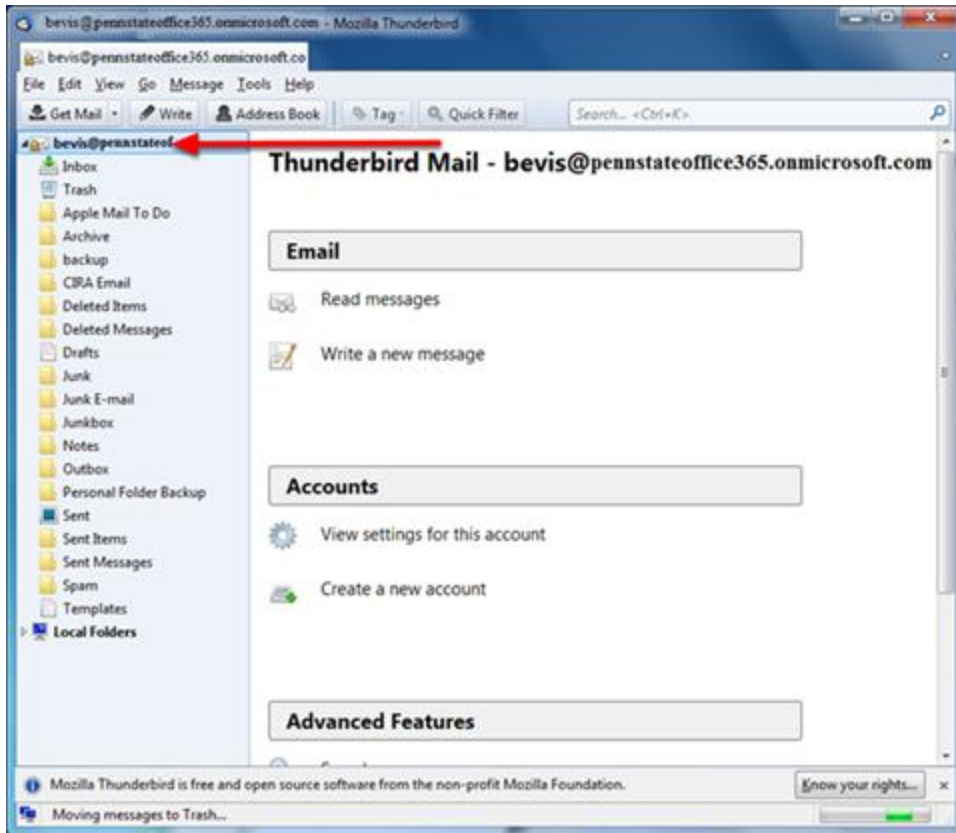 bevis@pennstateoffice365.onmicrosoft.com - Mozilla Thunderbird
bevis@pennstateoffice365.onmicrosoft.co
File Edit View Go Message Tools Help
Get Mail Write Address Book Tag Quick Filter Search... <Ctrl+K>
bevis@pennstateof
Inbox
Trash
Apple Mail To Do
Archive
backup
CIRA Email
Deleted Items
Deleted Messages
Drafts
Junk
Junk E-mail
Junkbox
Notes
Outbox
Personal Folder Backup
Sent
Sent Items
Sent Messages
Spam
Templates
Local Folders
Thunderbird Mail - bevis@pennstateoffice365.onmicrosoft.com
Email
Read messages
Write a new message
Accounts
View settings for this account
Create a new account
Advanced Features
Mozilla Thunderbird is free and open source software from the non-profit Mozilla Foundation. Know your rights...
Moving messages to Trash...